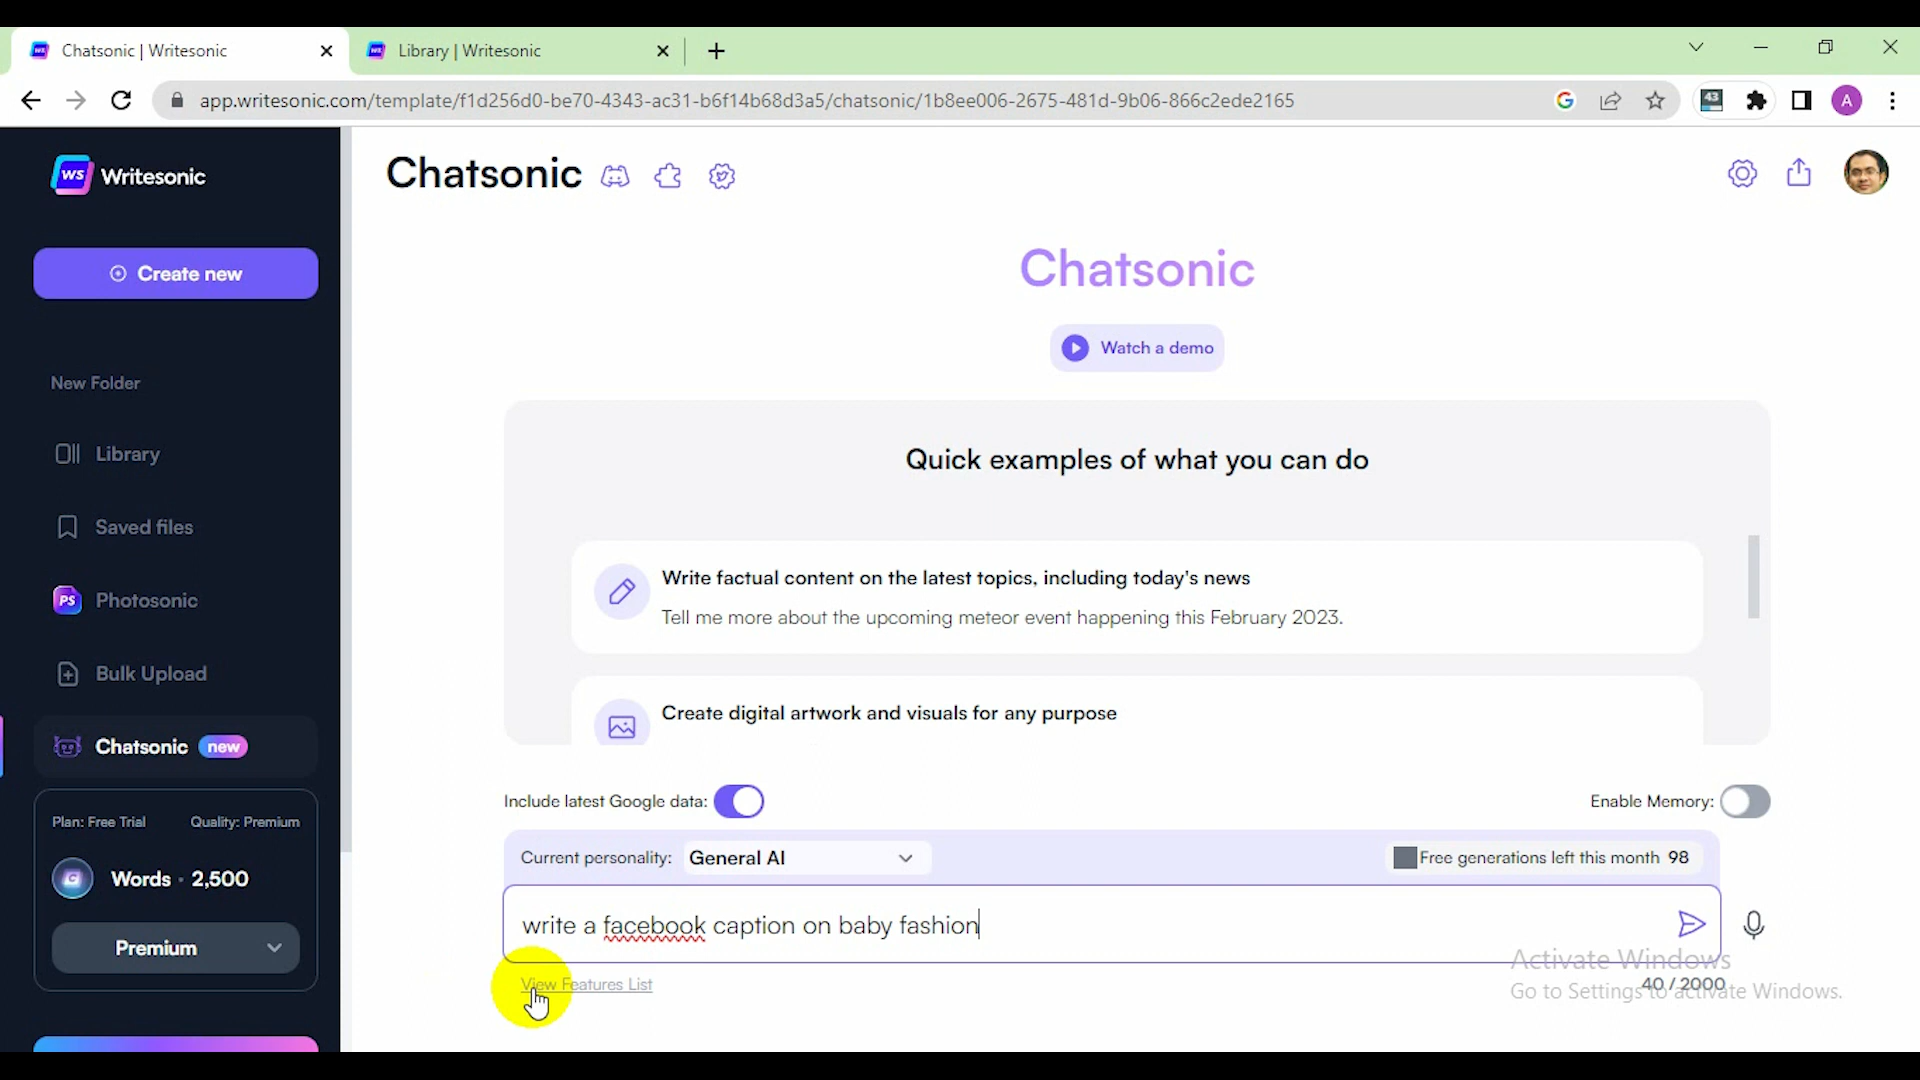 Chatsonic | Writesonic
Library | Writesonic
app.writesonic.com/template/f1d256d0-be70-4343-ac31-b6f14b68d3a5/chatsonic/1b8ee006-2675-481d-9b06-866c2ede2165
43
A
WS Writesonic
Create new
New Folder
Library
Saved files
PS Photosonic
Bulk Upload
Chatsonic new
Plan: Free Trial Quality: Premium
G Words · 2,500
Premium
Chatsonic
Chatsonic
Watch a demo
Quick examples of what you can do
Write factual content on the latest topics, including today's news
Tell me more about the upcoming meteor event happening this February 2023.
Create digital artwork and visuals for any purpose
Include latest Google data:
Enable Memory:
Current personality: General AI
Free generations left this month 98
write a facebook caption on baby fashion
View Features List
40 / 2000
Activate Windows
Go to Settings to activate Windows.